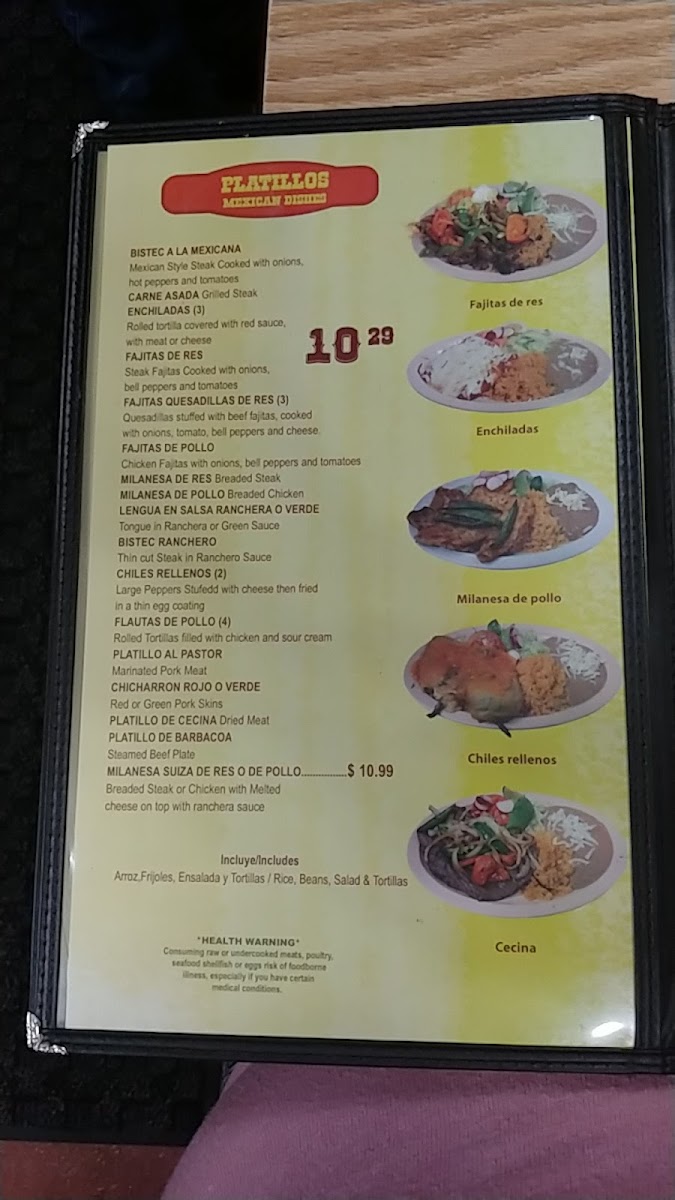 PLATILLOS
MEXICAN DISHES
BISTEC A LA MEXICANA
Mexican Style Steak Cooked with onions,
hot peppers and tomatoes
CARNE ASADA Grilled Steak
ENCHILADAS (3)
Rolled tortilla covered with red sauce,
with meat or cheese
10 29
FAJITAS DE RES
Steak Fajitas Cooked with onions,
bell peppers and tomatoes
FAJITAS QUESADILLAS DE RES (3)
Quesadillas stuffed with beef fajitas, cooked
with onions, tomato, bell peppers and cheese.
FAJITAS DE POLLO
Chicken Fajitas with onions, bell peppers and tomatoes
MILANESA DE RES Breaded Steak
MILANESA DE POLLO Breaded Chicken
LENGUA EN SALSA RANCHERA O VERDE
Tongue in Ranchera or Green Sauce
BISTEC RANCHERO
Thin cut Steak in Ranchero Sauce
CHILES RELLENOS (2)
Large Peppers Stufedd with cheese then fried
in a thin egg coating
FLAUTAS DE POLLO (4)
Rolled Tortillas filled with chicken and sour cream
PLATILLO AL PASTOR
Marinated Pork Meat
CHICHARRON ROJO O VERDE
Red or Green Pork Skins
PLATILLO DE CECINA Dried Meat
PLATILLO DE BARBACOA
Steamed Beef Plate
MILANESA SUIZA DE RES O DE POLLO................$ 10.99
Breaded Steak or Chicken with Melted
cheese on top with ranchera sauce
Incluye/Includes
Arroz,Frijoles, Ensalada y Tortillas / Rice, Beans, Salad & Tortillas
*HEALTH WARNING*
Consuming raw or undercooked meats, poultry,
seafood shellfish or eggs risk of foodborne
illness, especially if you have certain
medical conditions.
Fajitas de res
Enchiladas
Milanesa de pollo
Chiles rellenos
Cecina